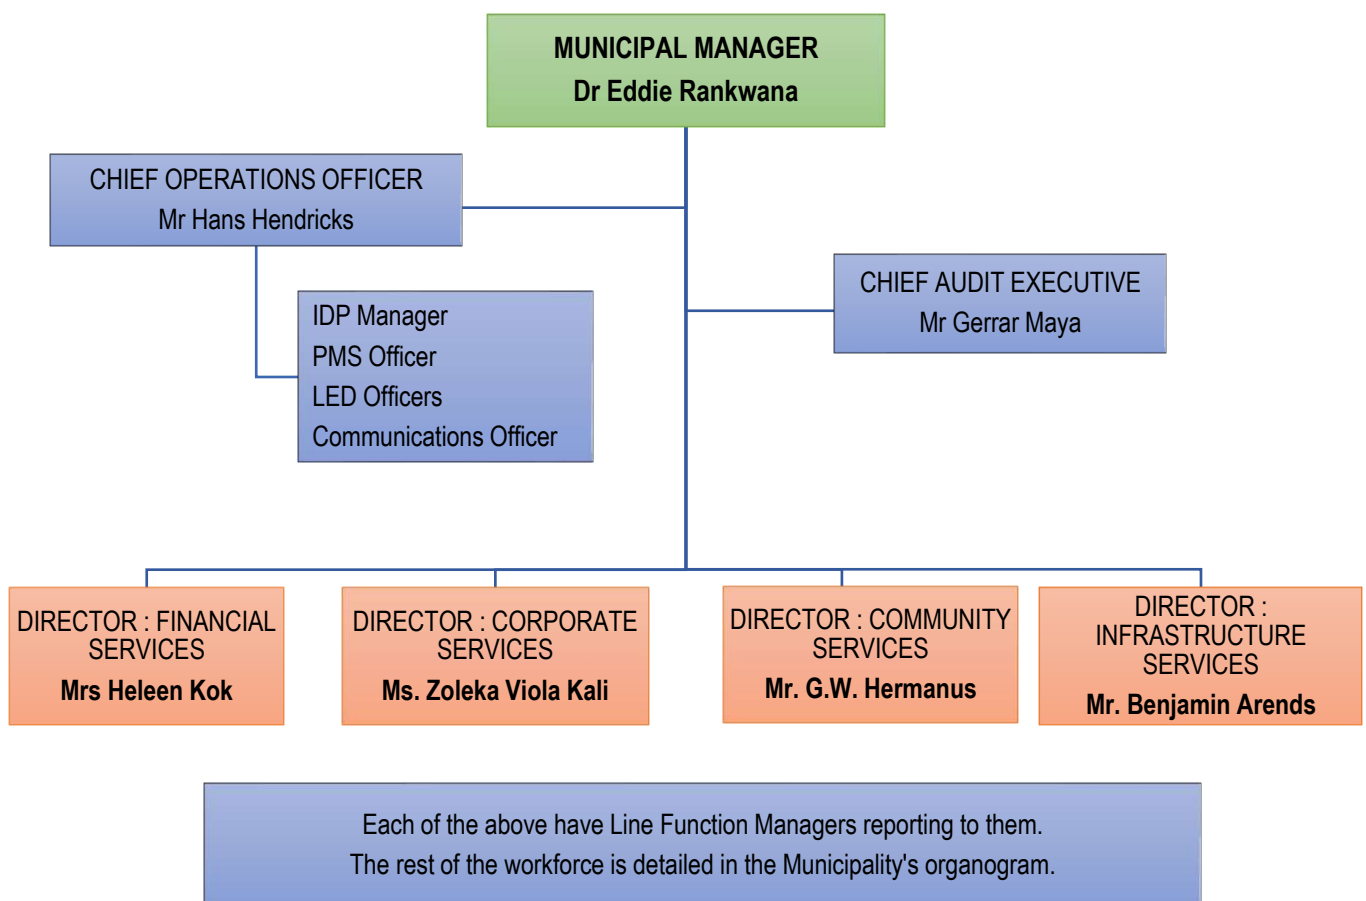 MUNICIPAL MANAGER
Dr Eddie Rankwana
CHIEF OPERATIONS OFFICER
Mr Hans Hendricks
CHIEF AUDIT EXECUTIVE
Mr Gerrar Maya
IDP Manager
PMS Officer
LED Officers
Communications Officer
DIRECTOR : FINANCIAL
SERVICES
Mrs Heleen Kok
DIRECTOR : CORPORATE
SERVICES
Ms. Zoleka Viola Kali
DIRECTOR : COMMUNITY
SERVICES
Mr. G.W. Hermanus
DIRECTOR :
INFRASTRUCTURE
SERVICES
Mr. Benjamin Arends
Each of the above have Line Function Managers reporting to them.
The rest of the workforce is detailed in the Municipality's organogram.